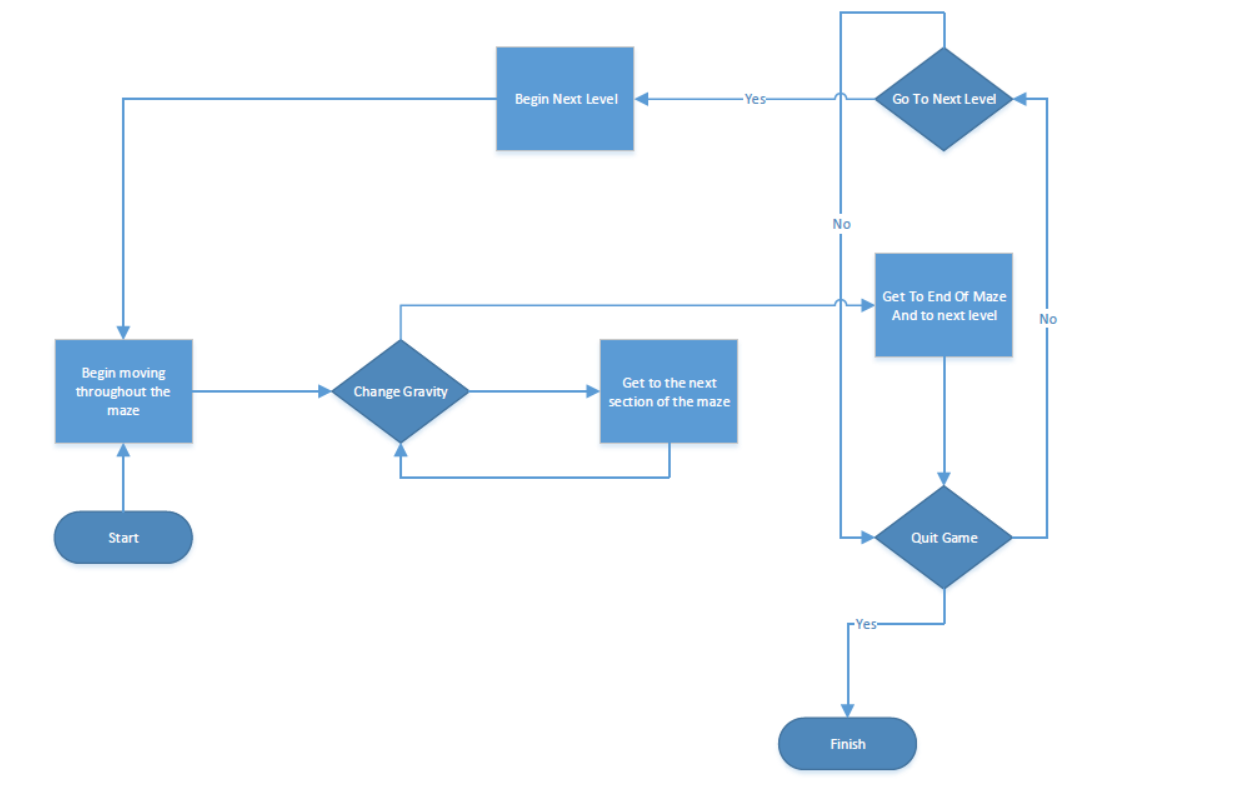 Begin Next Level
Yes
Go To Next Level
No
Get To End Of Maze
And to next level
No
Begin moving
throughout the
maze
Change Gravity
Get to the next
section of the maze
Start
Quit Game
Yes
Finish